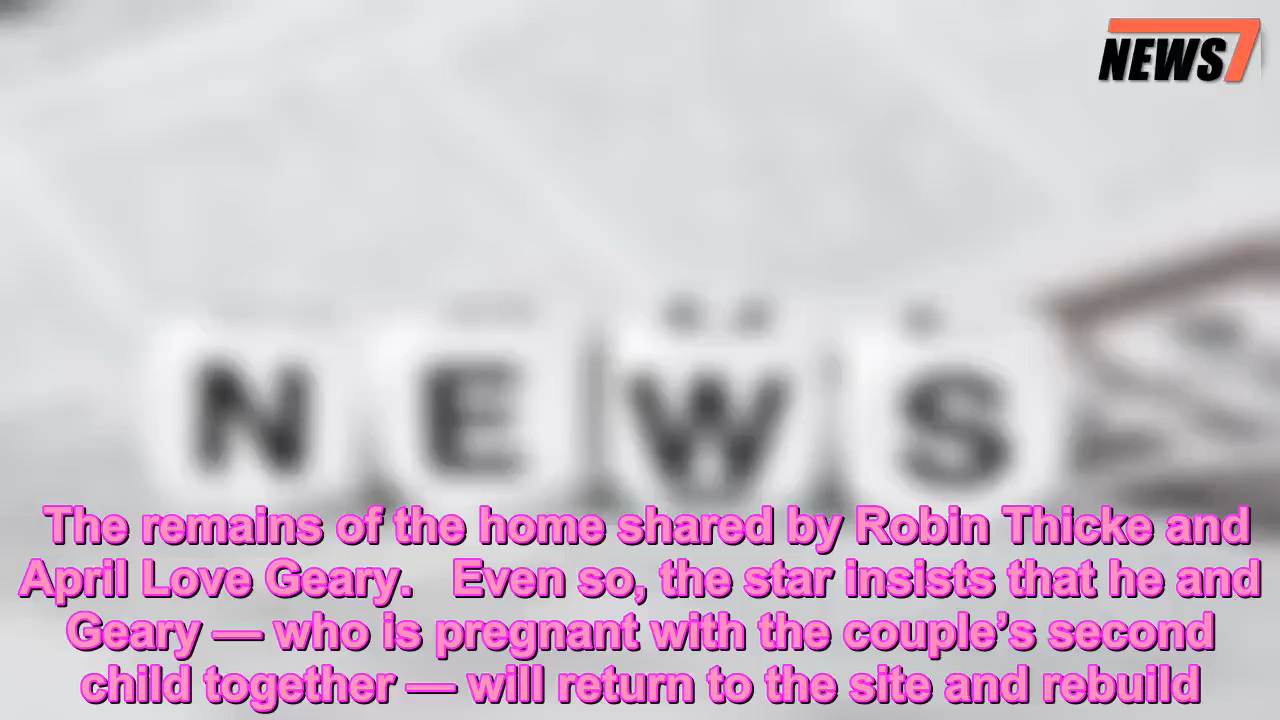 NEWS7
NEWS
The remains of the home shared by Robin Thicke and
April Love Geary.   Even so, the star insists that he and
Geary — who is pregnant with the couple’s second
child together — will return to the site and rebuild